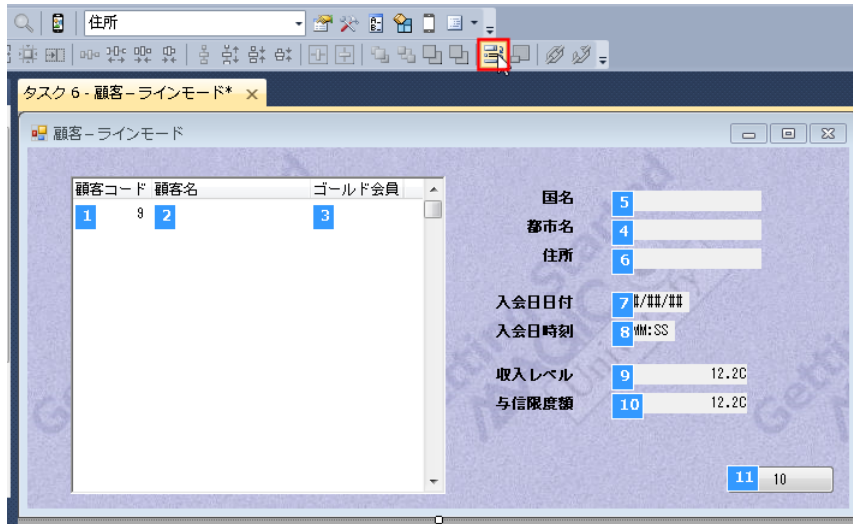 住所
タスク 6 - 顧客 – ラインモード*
顧客 – ラインモード
顧客コード 顧客名 ゴールド会員
1 9 2 3
国名 5
都市名 4
住所 6
入会日日付 7 #/##/##
入会日時刻 8 MM:SS
収入レベル 9 12.2C
与信限度額 10 12.2C
11 10